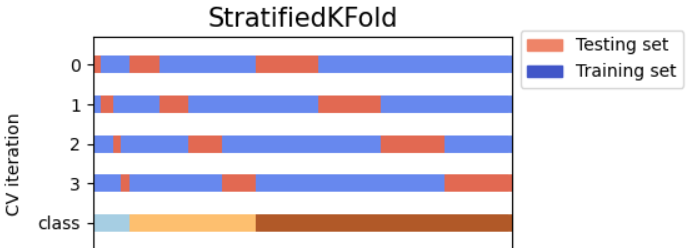 StratifiedKFold
Testing set
Training set
CV iteration
0
1
2
3
class